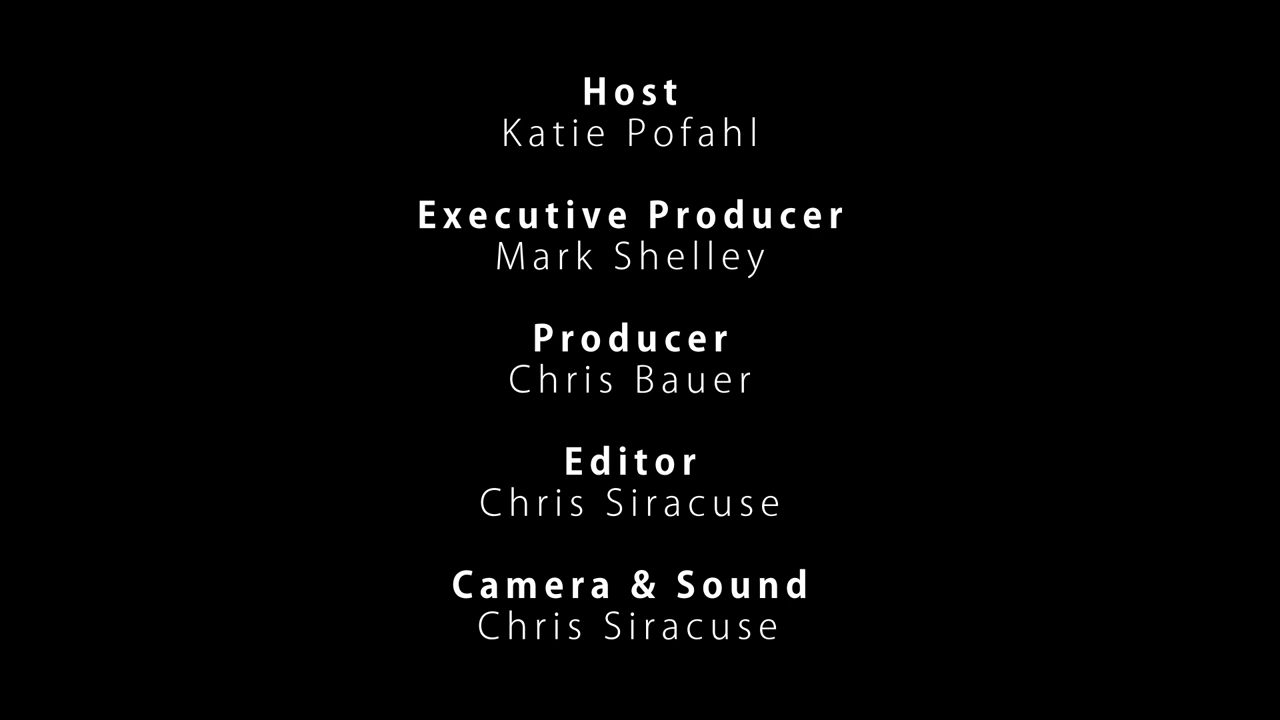 Host
Katie Pofahl
Executive Producer
Mark Shelley
Producer
Chris Bauer
Editor
Chris Siracuse
Camera & Sound
Chris Siracuse